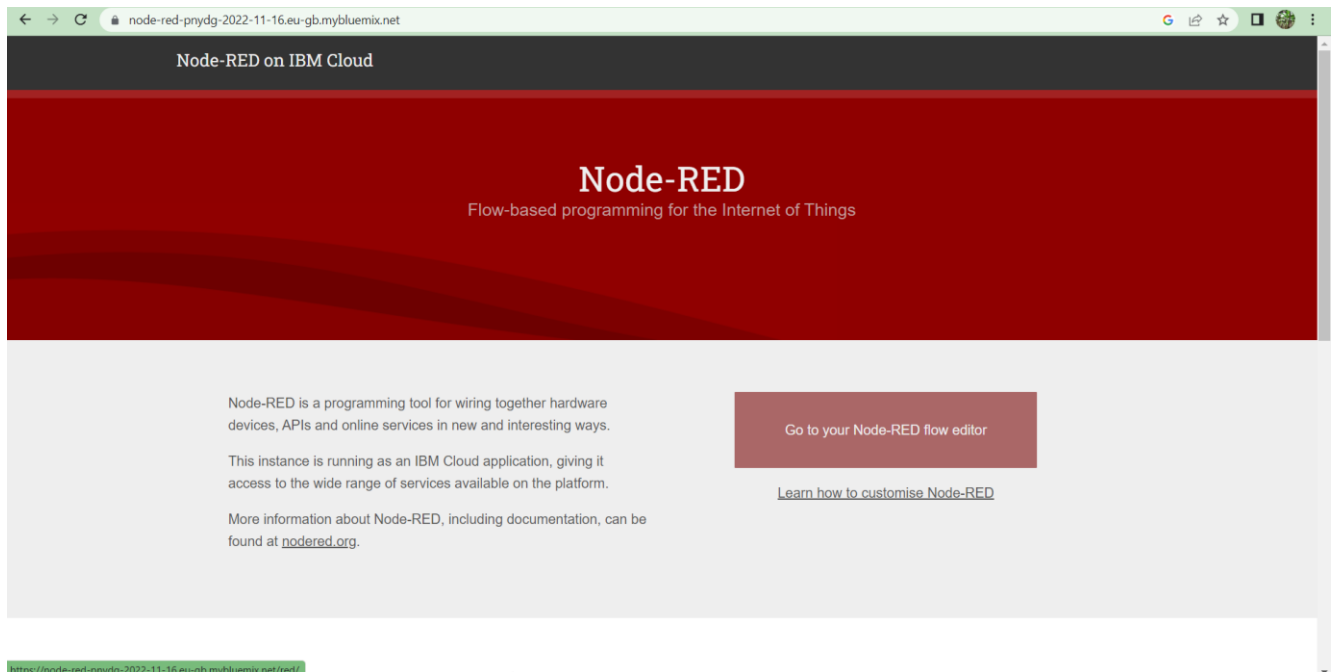 node-red-pnydg-2022-11-16.eu-gb.mybluemix.net
Node-RED on IBM Cloud
Node-RED
Flow-based programming for the Internet of Things
Node-RED is a programming tool for wiring together hardware
devices, APIs and online services in new and interesting ways.
This instance is running as an IBM Cloud application, giving it
access to the wide range of services available on the platform.
More information about Node-RED, including documentation, can be
found at nodered.org.
Go to your Node-RED flow editor
Learn how to customise Node-RED
https://node-red-pnydg-2022-11-16.eu-gb.mybluemix.net/red/